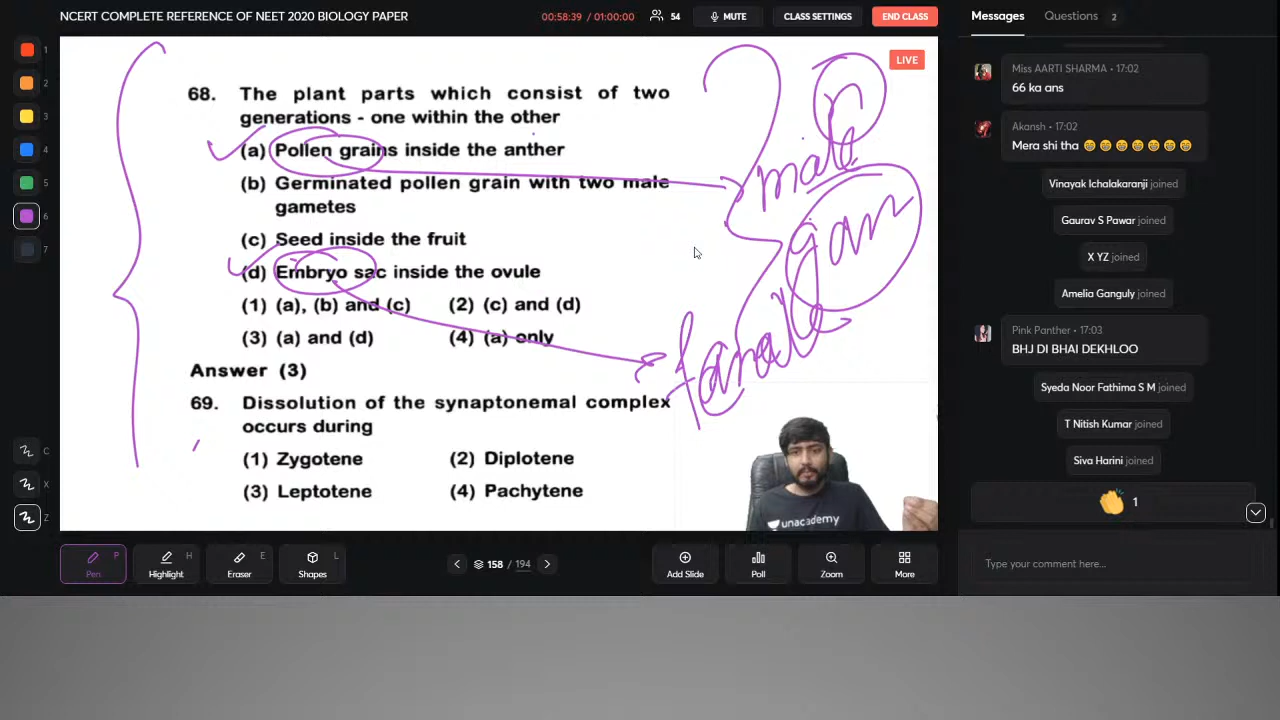 NCERT COMPLETE REFERENCE OF NEET 2020 BIOLOGY PAPER
00:58:39 / 01:00:00
54
MUTE
CLASS SETTINGS
END CLASS
LIVE
1
2
3
4
5
6
7
C
X
Z
68. The plant parts which consist of two
generations - one within the other
(a) Pollen grains inside the anther
(b) Germinated pollen grain with two male
gametes
(c) Seed inside the fruit
(d) Embryo sac inside the ovule
(1) (a), (b) and (c) (2) (c) and (d)
(3) (a) and (d) (4) (a) only
Answer (3)
69. Dissolution of the synaptonemal complex
occurs during
(1) Zygotene (2) Diplotene
(3) Leptotene (4) Pachytene
n
male
gam
unacademy
Pen P
Highlight H
Eraser E
Shapes L
158 / 194
Add Slide
Poll
Zoom
More
Messages Questions 2
Miss AARTI SHARMA • 17:02
66 ka ans
Akansh • 17:02
Mera shi tha 😁😁😁😁😁😁😁
Vinayak Ichalakaranji joined
Gaurav S Pawar joined
X YZ joined
Amelia Ganguly joined
Pink Panther • 17:03
BHJ DI BHAI DEKHLOO
Syeda Noor Fathima S M joined
T Nitish Kumar joined
Siva Harini joined
👏 1
Type your comment here...